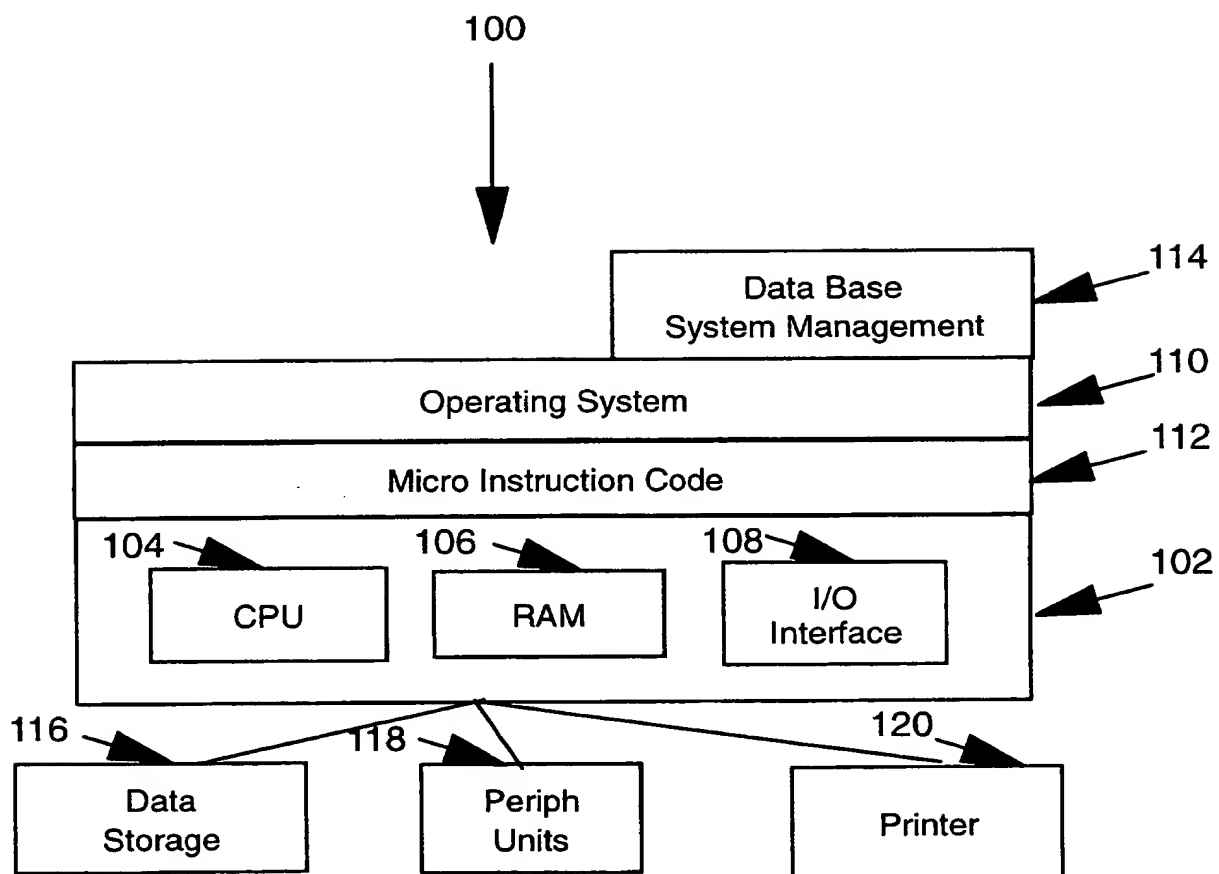 100
114
Data Base
System Management
110
Operating System
112
Micro Instruction Code
104
106
108
102
CPU
RAM
I/O
Interface
116
118
120
Data
Storage
Periph
Units
Printer